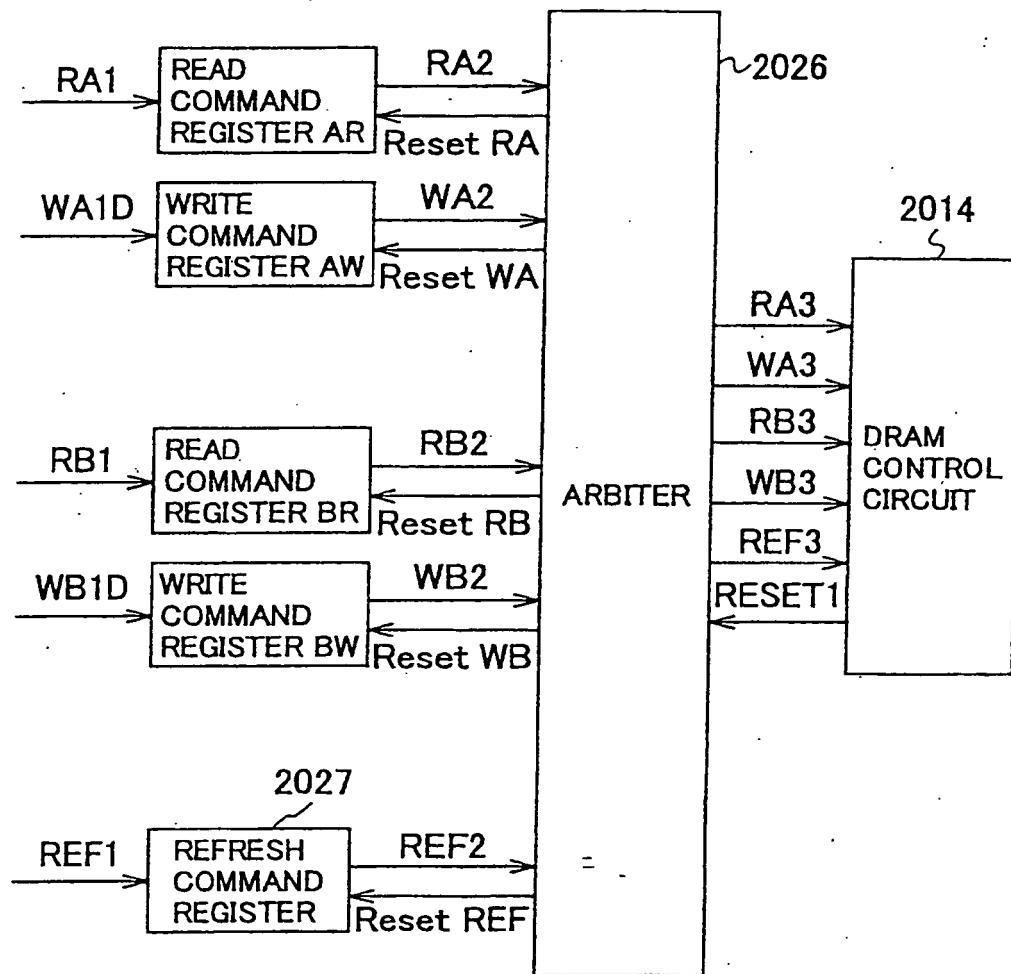 RA1
READ
COMMAND
REGISTER AR
RA2
Reset RA
2026
WA1D
WRITE
COMMAND
REGISTER AW
WA2
Reset WA
2014
RA3
WA3
RB1
READ
COMMAND
REGISTER BR
RB2
Reset RB
ARBITER
RB3
WB3
REF3
RESET1
DRAM
CONTROL
CIRCUIT
WB1D
WRITE
COMMAND
REGISTER BW
WB2
Reset WB
2027
REF1
REFRESH
COMMAND
REGISTER
REF2
Reset REF